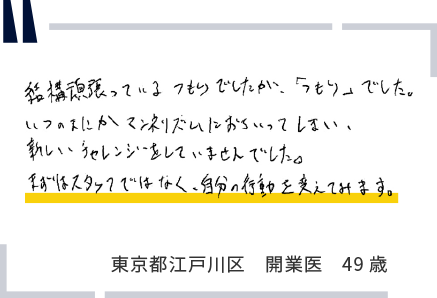 結構頑張っているつもりでしたが、「つもり」でした。
いつのまにかマンネリズムにおちいってしまい、
新しいチャレンジをしていませんでした。
まずはスタッフではなく、自分の行動を変えてみます。
東京都江戸川区　開業医　49歳